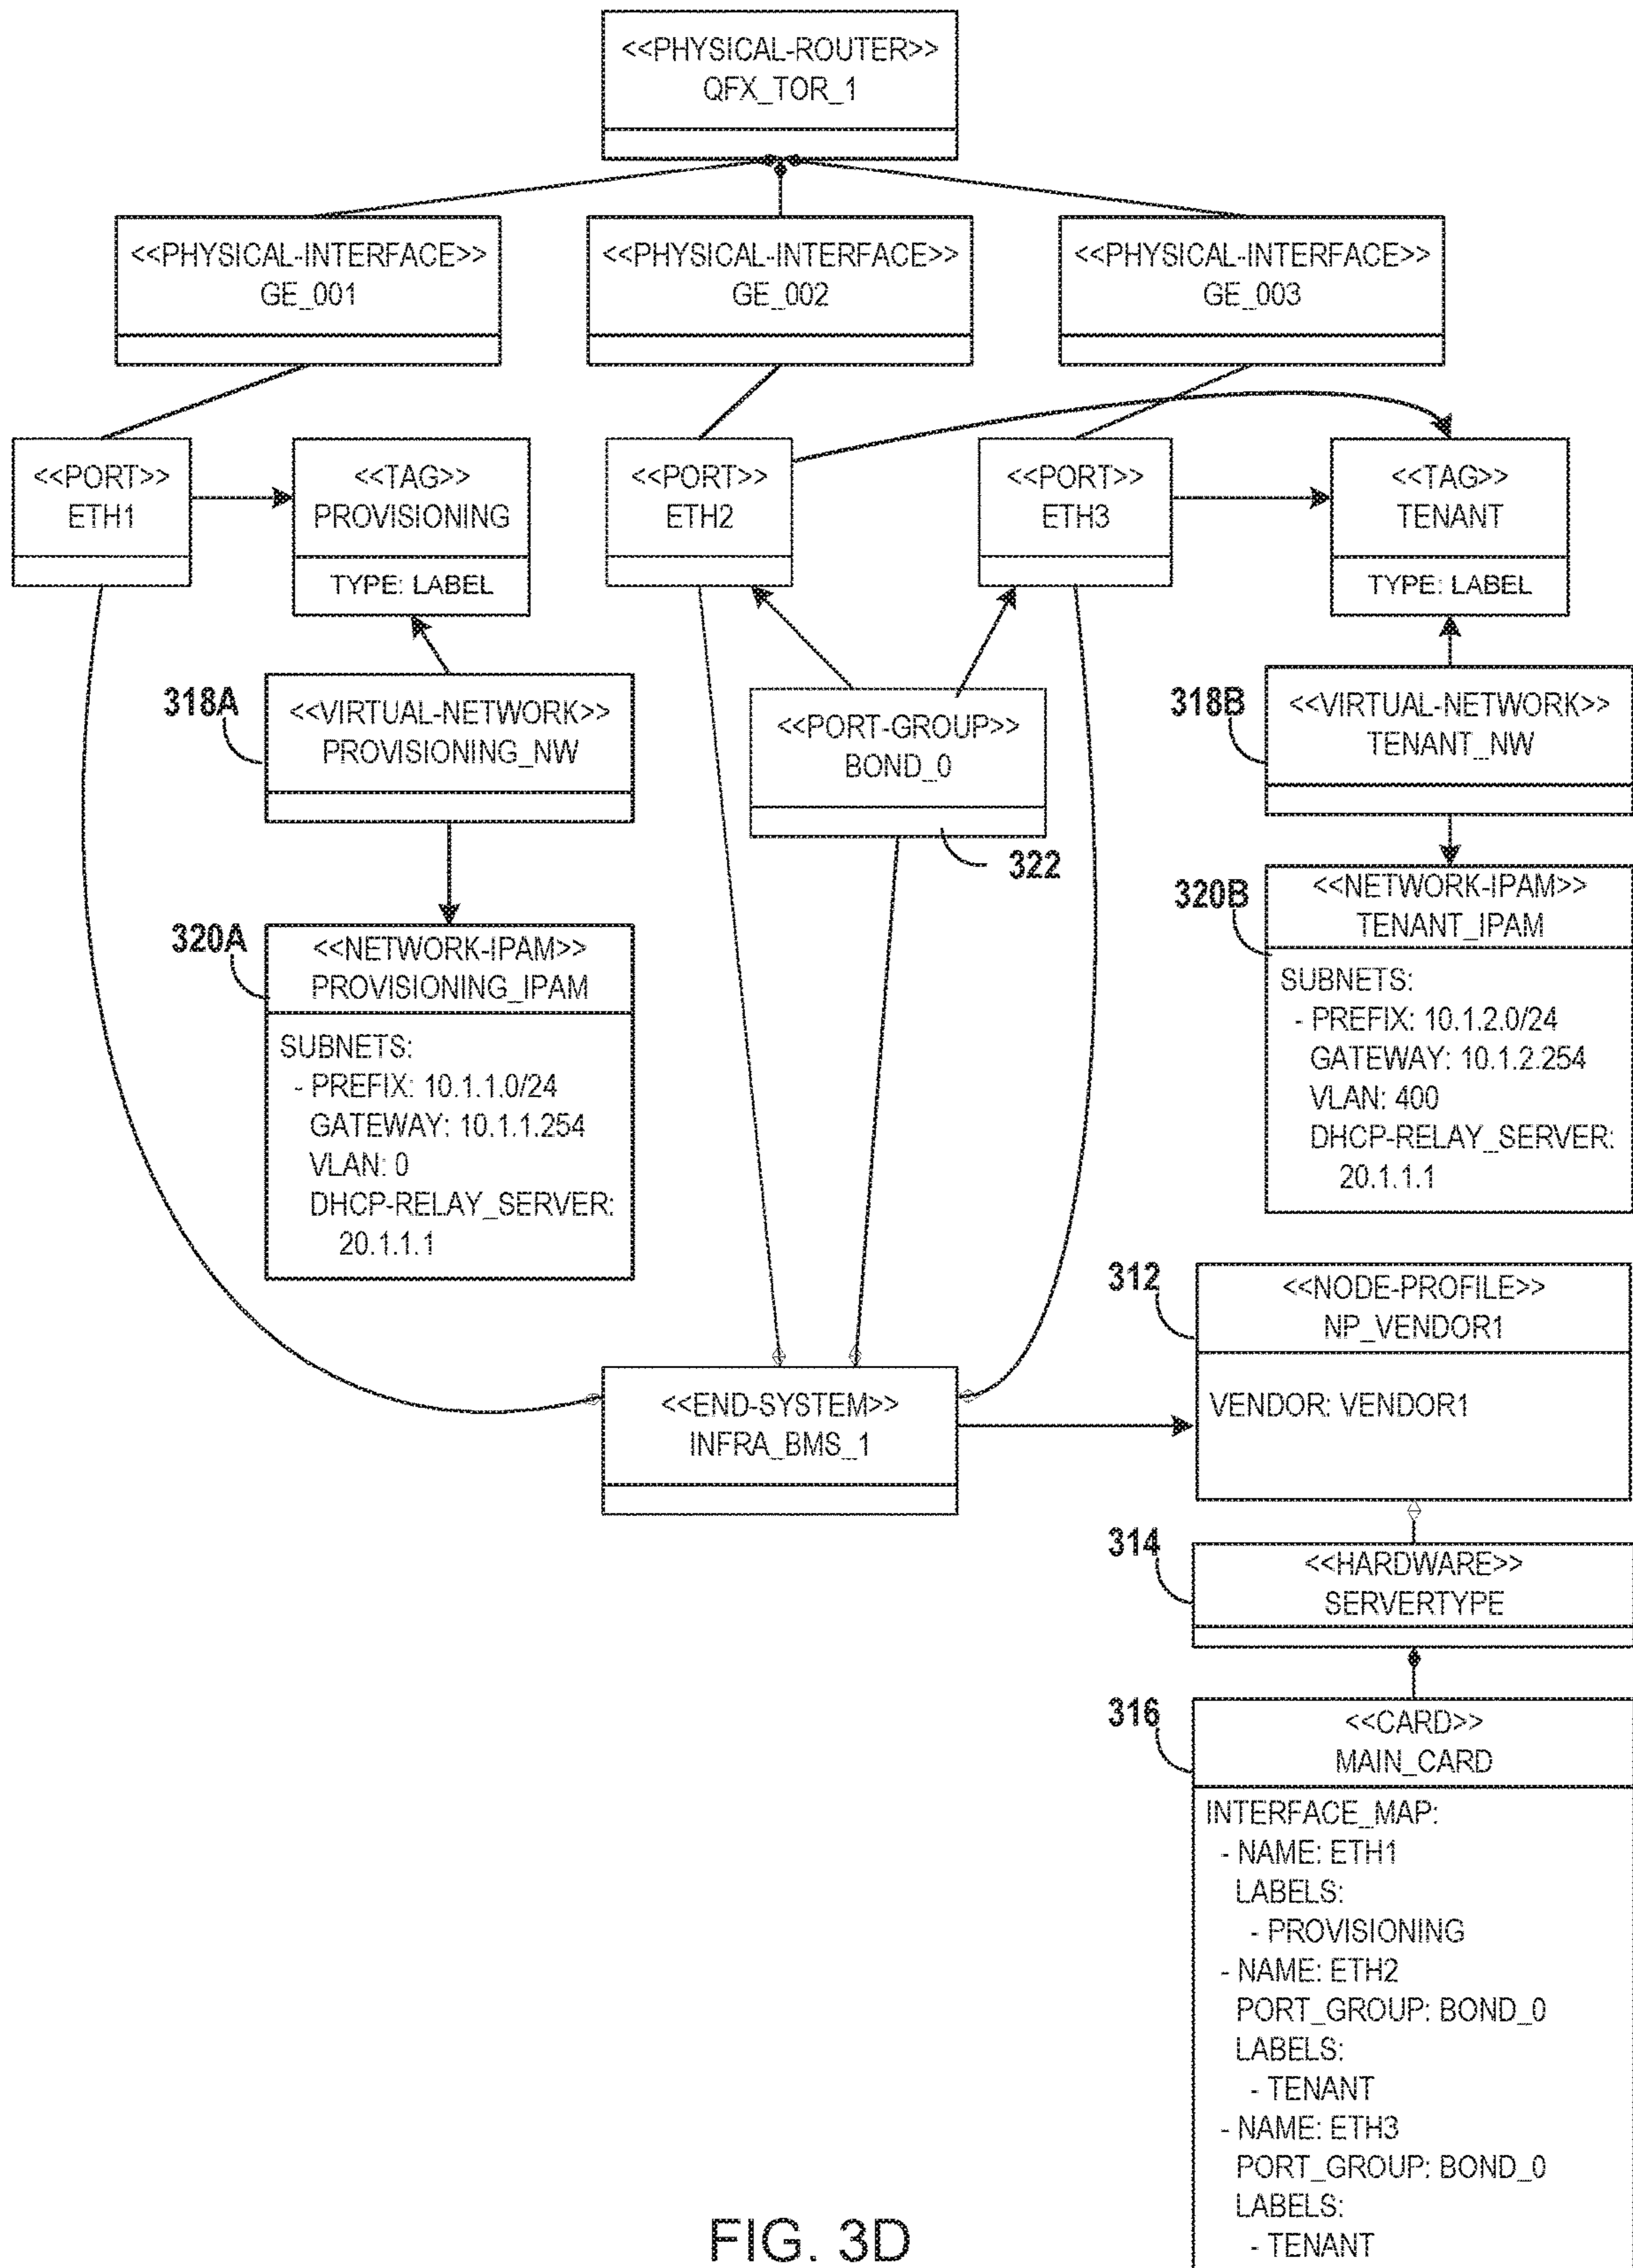 <<PHYSICAL-ROUTER>>
QFX_TOR_1
<<PHYSICAL-INTERFACE>>
GE_001
<<PHYSICAL-INTERFACE>>
GE_002
<<PHYSICAL-INTERFACE>>
GE_003
<<PORT>>
ETH1
<<TAG>>
PROVISIONING
TYPE: LABEL
<<PORT>>
ETH2
<<PORT>>
ETH3
<<TAG>>
TENANT
TYPE: LABEL
318A
<<VIRTUAL-NETWORK>>
PROVISIONING_NW
<<PORT-GROUP>>
BOND_0
322
318B
<<VIRTUAL-NETWORK>>
TENANT_NW
320A
<<NETWORK-IPAM>>
PROVISIONING_IPAM
SUBNETS:
- PREFIX: 10.1.1.0/24
GATEWAY: 10.1.1.254
VLAN: 0
DHCP-RELAY_SERVER:
20.1.1.1
320B
<<NETWORK-IPAM>>
TENANT_IPAM
SUBNETS:
- PREFIX: 10.1.2.0/24
GATEWAY: 10.1.2.254
VLAN: 400
DHCP-RELAY_SERVER:
20.1.1.1
<<END-SYSTEM>>
INFRA_BMS_1
312
<<NODE-PROFILE>>
NP_VENDOR1
VENDOR: VENDOR1
314
<<HARDWARE>>
SERVERTYPE
316
<<CARD>>
MAIN_CARD
INTERFACE_MAP:
- NAME: ETH1
LABELS:
- PROVISIONING
- NAME: ETH2
PORT_GROUP: BOND_0
LABELS:
- TENANT
- NAME: ETH3
PORT_GROUP: BOND_0
LABELS:
- TENANT
FIG. 3D